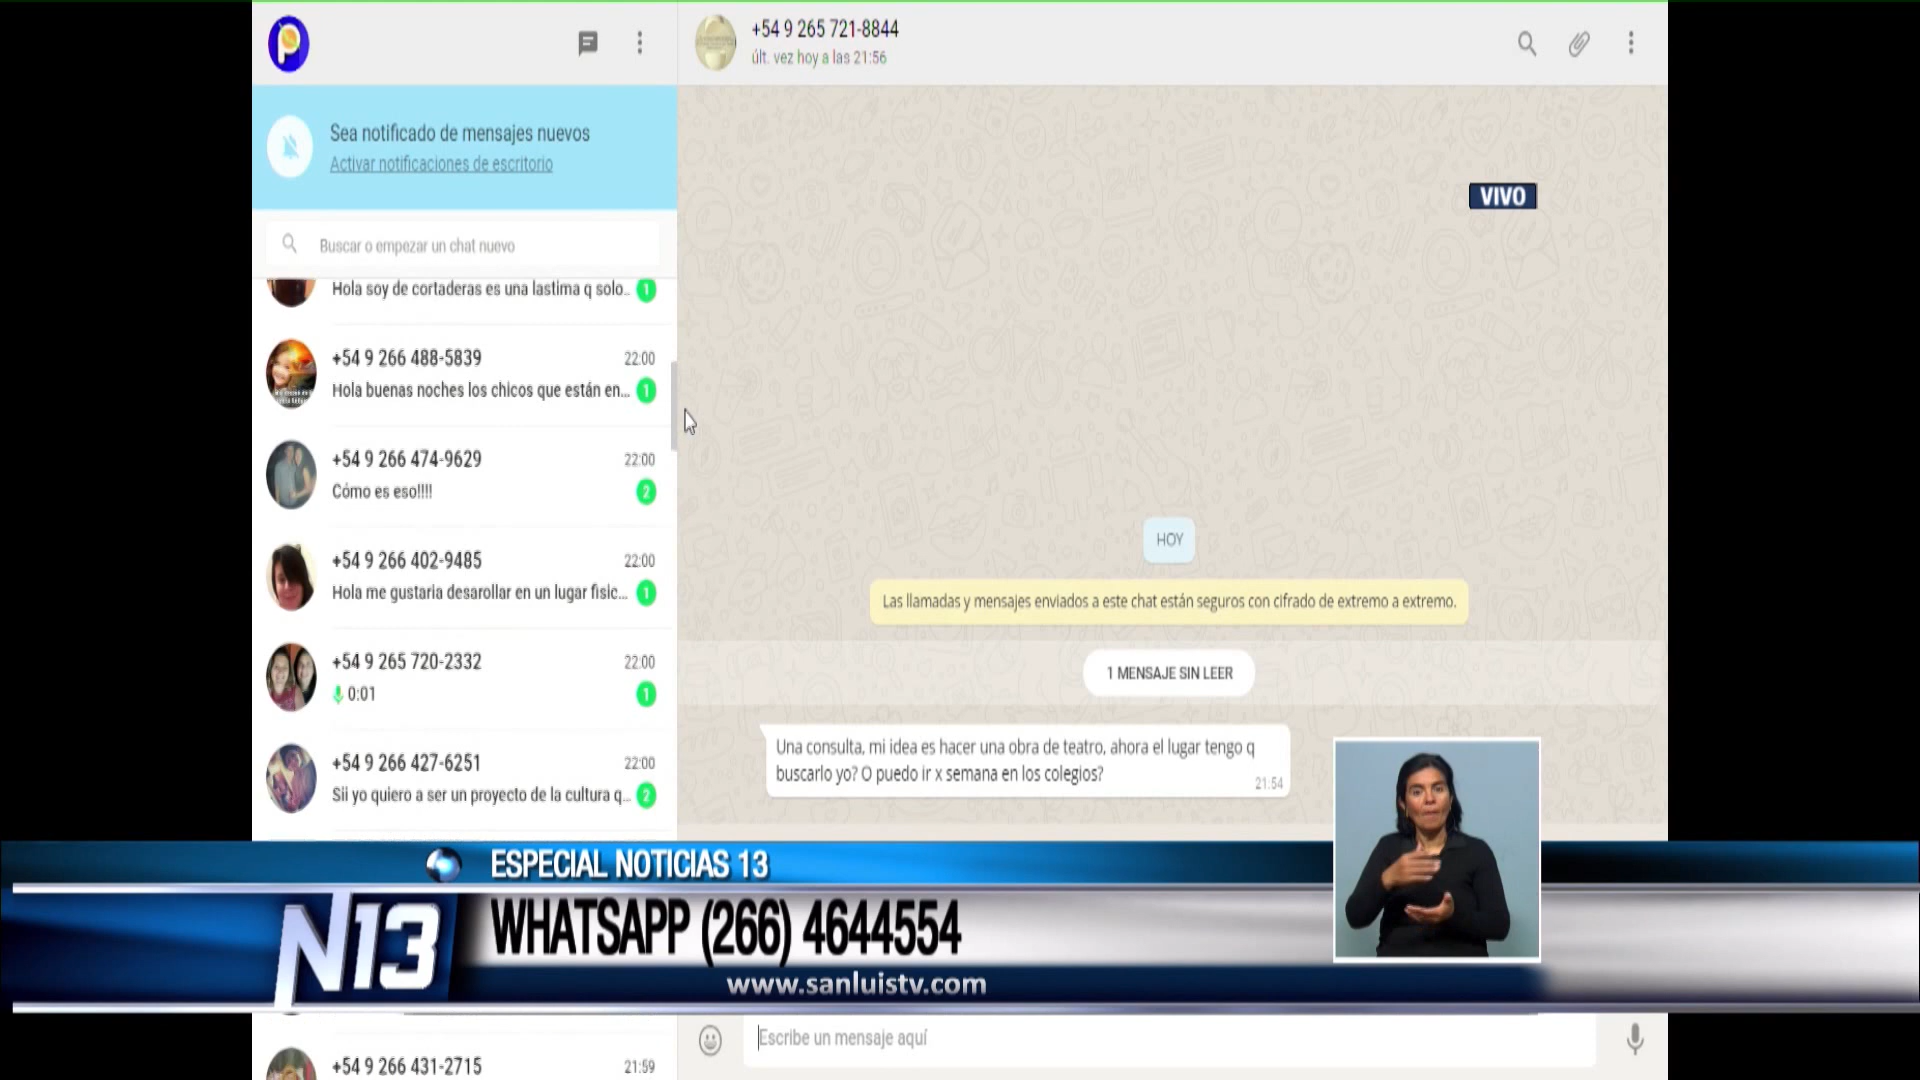 Sea notificado de mensajes nuevos
Activar notificaciones de escritorio
Buscar o empezar un chat nuevo
Hola soy de cortaderas es una lastima q solo... 1
+54 9 266 488-5839 22:00
Hola buenas noches los chicos que están en... 1
+54 9 266 474-9629 22:00
Cómo es eso!!!! 2
+54 9 266 402-9485 22:00
Hola me gustaria desarollar en un lugar fisic... 1
+54 9 265 720-2332 22:00
0:01 1
+54 9 266 427-6251 22:00
Sii yo quiero a ser un proyecto de la cultura q... 2
+54 9 266 431-2715 21:59
+54 9 265 721-8844
últ. vez hoy a las 21:56
VIVO
HOY
Las llamadas y mensajes enviados a este chat están seguros con cifrado de extremo a extremo.
1 MENSAJE SIN LEER
Una consulta, mi idea es hacer una obra de teatro, ahora el lugar tengo q
buscarlo yo? O puedo ir x semana en los colegios?
21:54
ESPECIAL NOTICIAS 13
N13
WHATSAPP (266) 4644554
www.sanluistv.com
Escribe un mensaje aquí